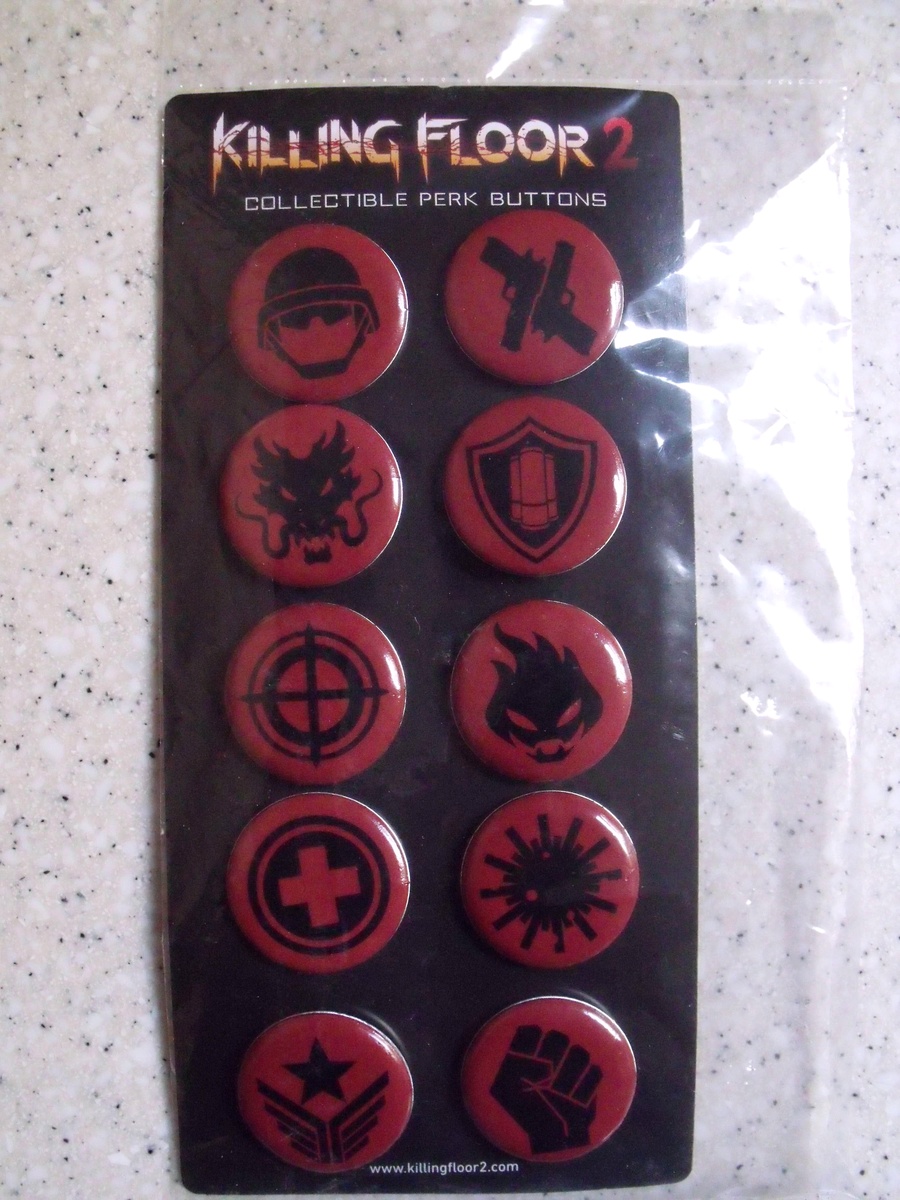 KILLING FLOOR 2
COLLECTIBLE PERK BUTTONS
www.killingfloor2.com